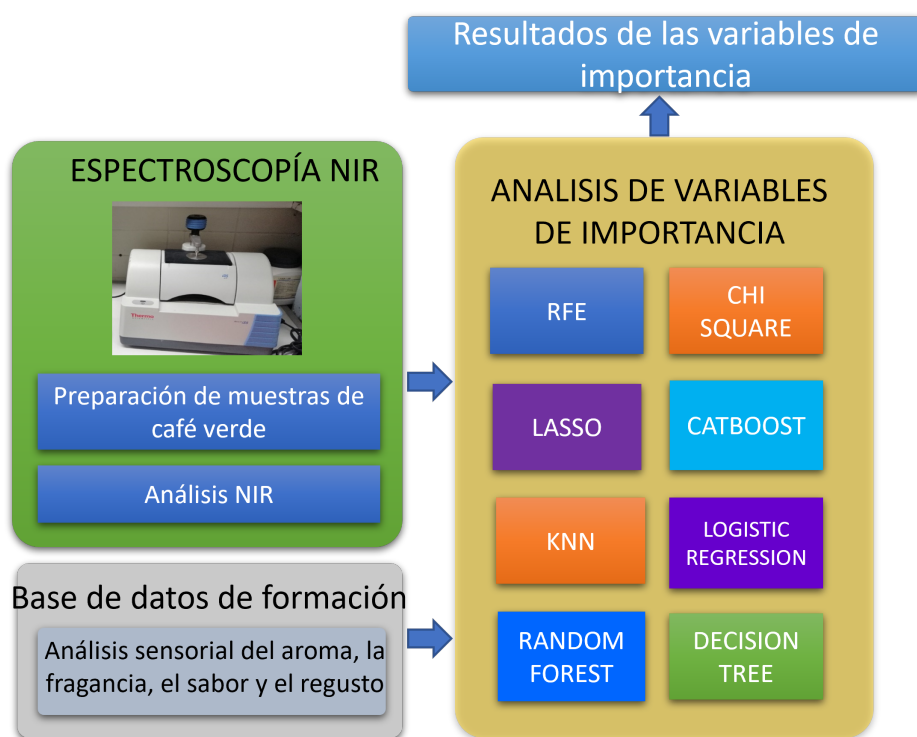 Resultados de las variables de
importancia
ESPECTROSCOPÍA NIR
Thermo
Preparación de muestras de
café verde
Análisis NIR
Base de datos de formación
Análisis sensorial del aroma, la
fragancia, el sabor y el regusto
ANALISIS DE VARIABLES
DE IMPORTANCIA
RFE
CHI
SQUARE
LASSO
CATBOOST
KNN
LOGISTIC
REGRESSION
RANDOM
FOREST
DECISION
TREE